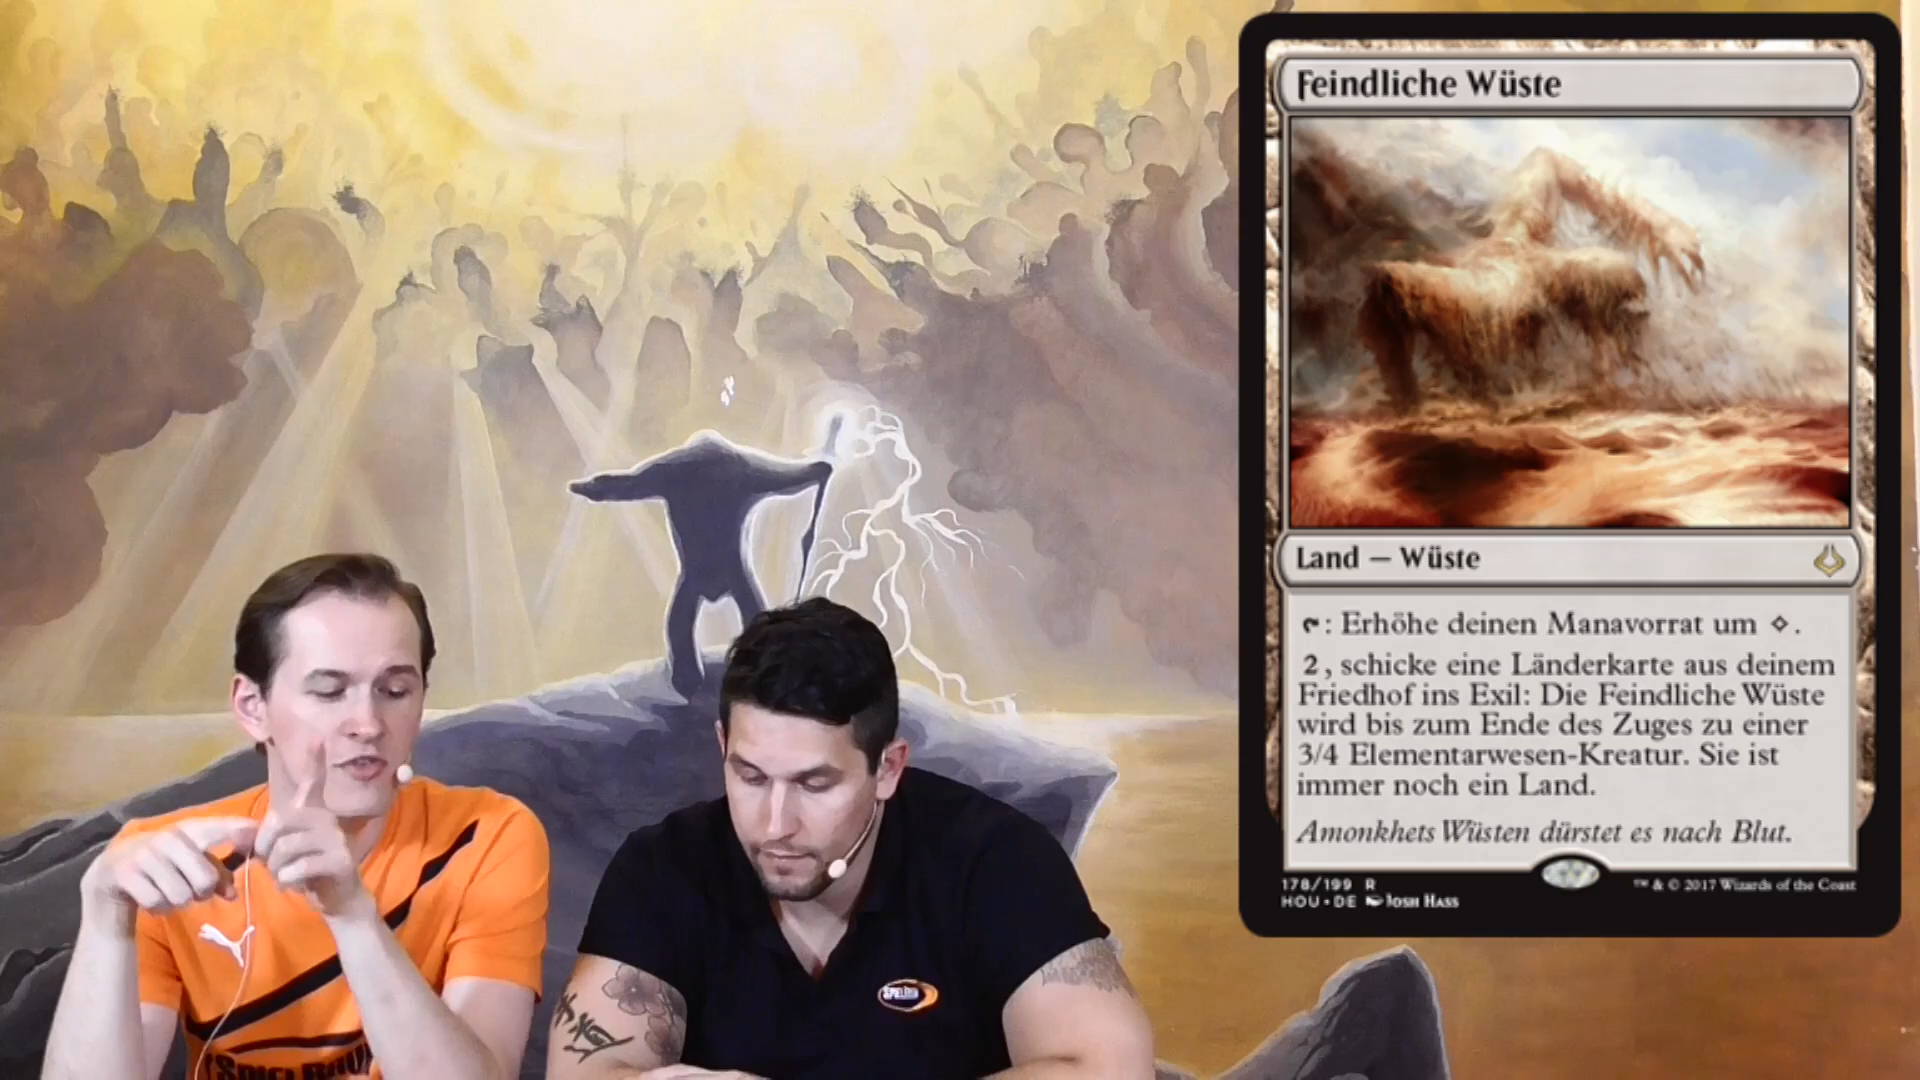 Feindliche Wüste
Land — Wüste
: Erhöhe deinen Manavorrat um .
2, schicke eine Länderkarte aus deinem
Friedhof ins Exil: Die Feindliche Wüste
wird bis zum Ende des Zuges zu einer
3/4 Elementarwesen-Kreatur. Sie ist
immer noch ein Land.
Amonkhets Wüsten dürstet es nach Blut.
178/199 R
™ & © 2017 Wizards of the Coast
HOU • DE Josh Hass
SPIELRAUM